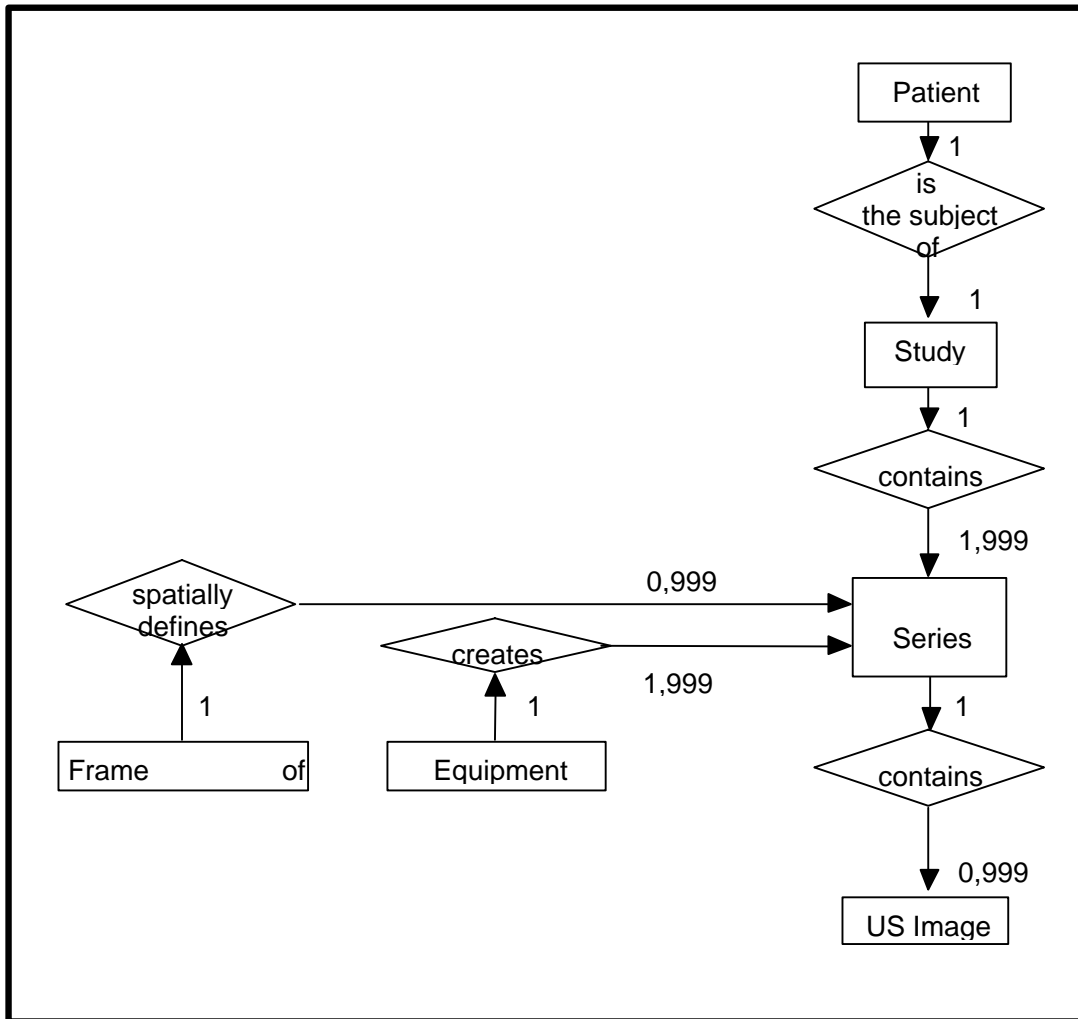 Patient
1
is
the subject
of
1
Study
1
contains
1,999
spatially
defines
0,999
creates
1,999
Series
1
1
1
Frame of
Equipment
contains
0,999
US Image